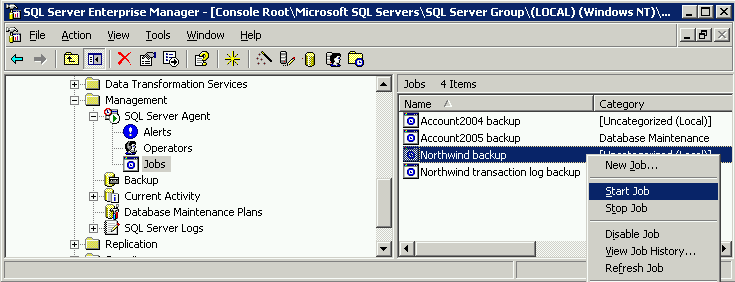 SQL Server Enterprise Manager - [Console Root\Microsoft SQL Servers\SQL Server Group\(LOCAL) (Windows NT)\...
File Action View Tools Window Help
Data Transformation Services
Management
SQL Server Agent
Alerts
Operators
Jobs
Backup
Current Activity
Database Maintenance Plans
SQL Server Logs
Replication
Jobs 4 Items
Name Category
Account2004 backup [Uncategorized (Local)]
Account2005 backup Database Maintenance
Northwind backup [Uncategorized (Local)]
Northwind transaction log backup
New Job...
Start Job
Stop Job
Disable Job
View Job History...
Refresh Job